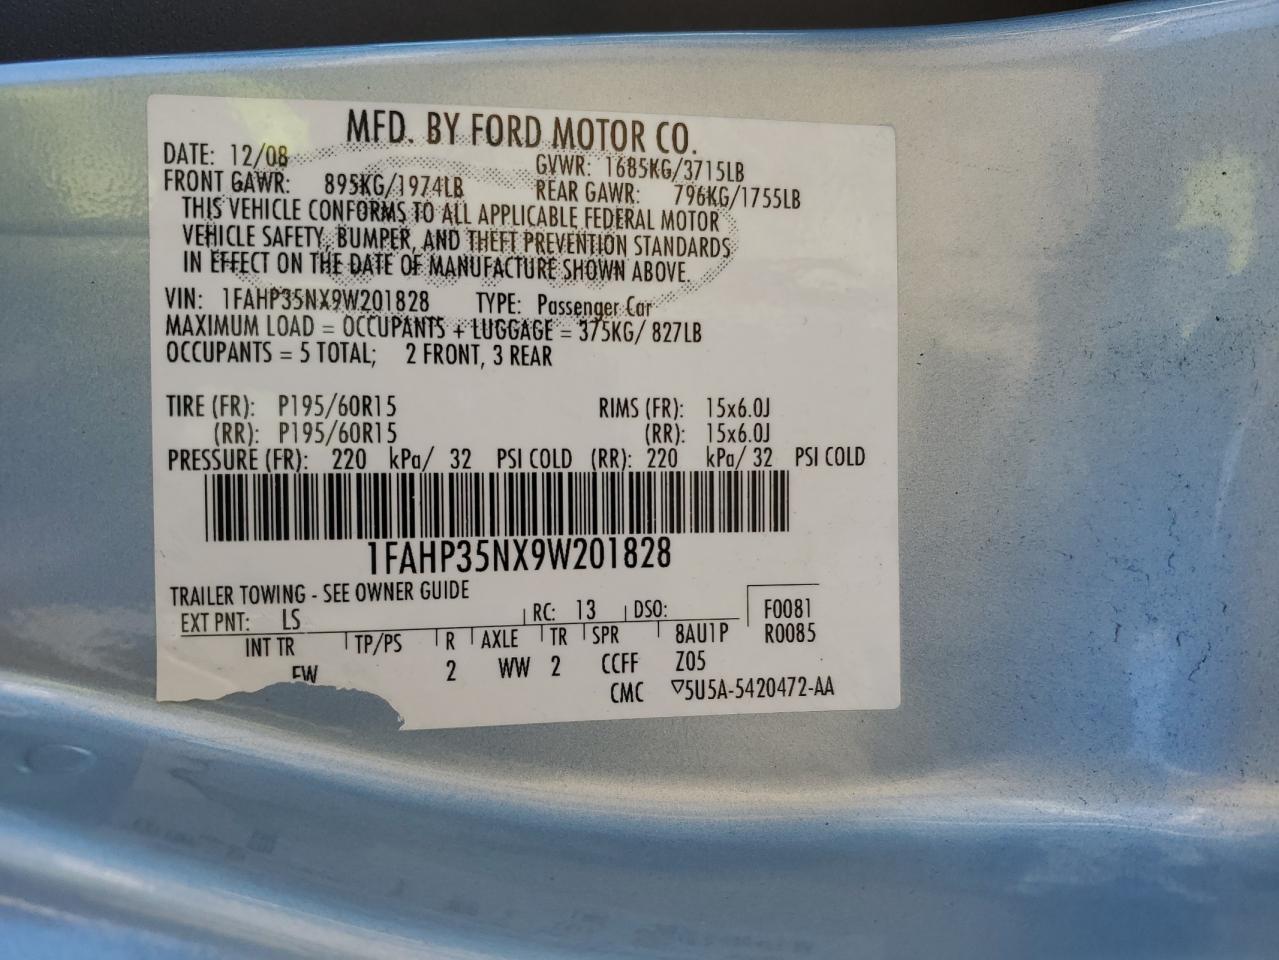 MFD. BY FORD MOTOR CO.
DATE: 12/08 GVWR: 1685KG/3715LB
FRONT GAWR: 895KG/1974LB REAR GAWR: 796KG/1755LB
THIS VEHICLE CONFORMS TO ALL APPLICABLE FEDERAL MOTOR
VEHICLE SAFETY, BUMPER, AND THEFT PREVENTION STANDARDS
IN EFFECT ON THE DATE OF MANUFACTURE SHOWN ABOVE.
VIN: 1FAHP35NX9W201828 TYPE: Passenger Car
MAXIMUM LOAD = OCCUPANTS + LUGGAGE = 375KG/ 827LB
OCCUPANTS = 5 TOTAL; 2 FRONT, 3 REAR
TIRE (FR): P195/60R15 RIMS (FR): 15x6.0J
(RR): P195/60R15 (RR): 15x6.0J
PRESSURE (FR): 220 kPa/ 32 PSI COLD (RR): 220 kPa/ 32 PSI COLD
1FAHP35NX9W201828
TRAILER TOWING - SEE OWNER GUIDE
EXT PNT: LS RC: 13 DSO: F0081
INT TR TP/PS R AXLE TR SPR 8AU1P R0085
EW 2 WW 2 CCFF Z05
CMC ▽5U5A-5420472-AA